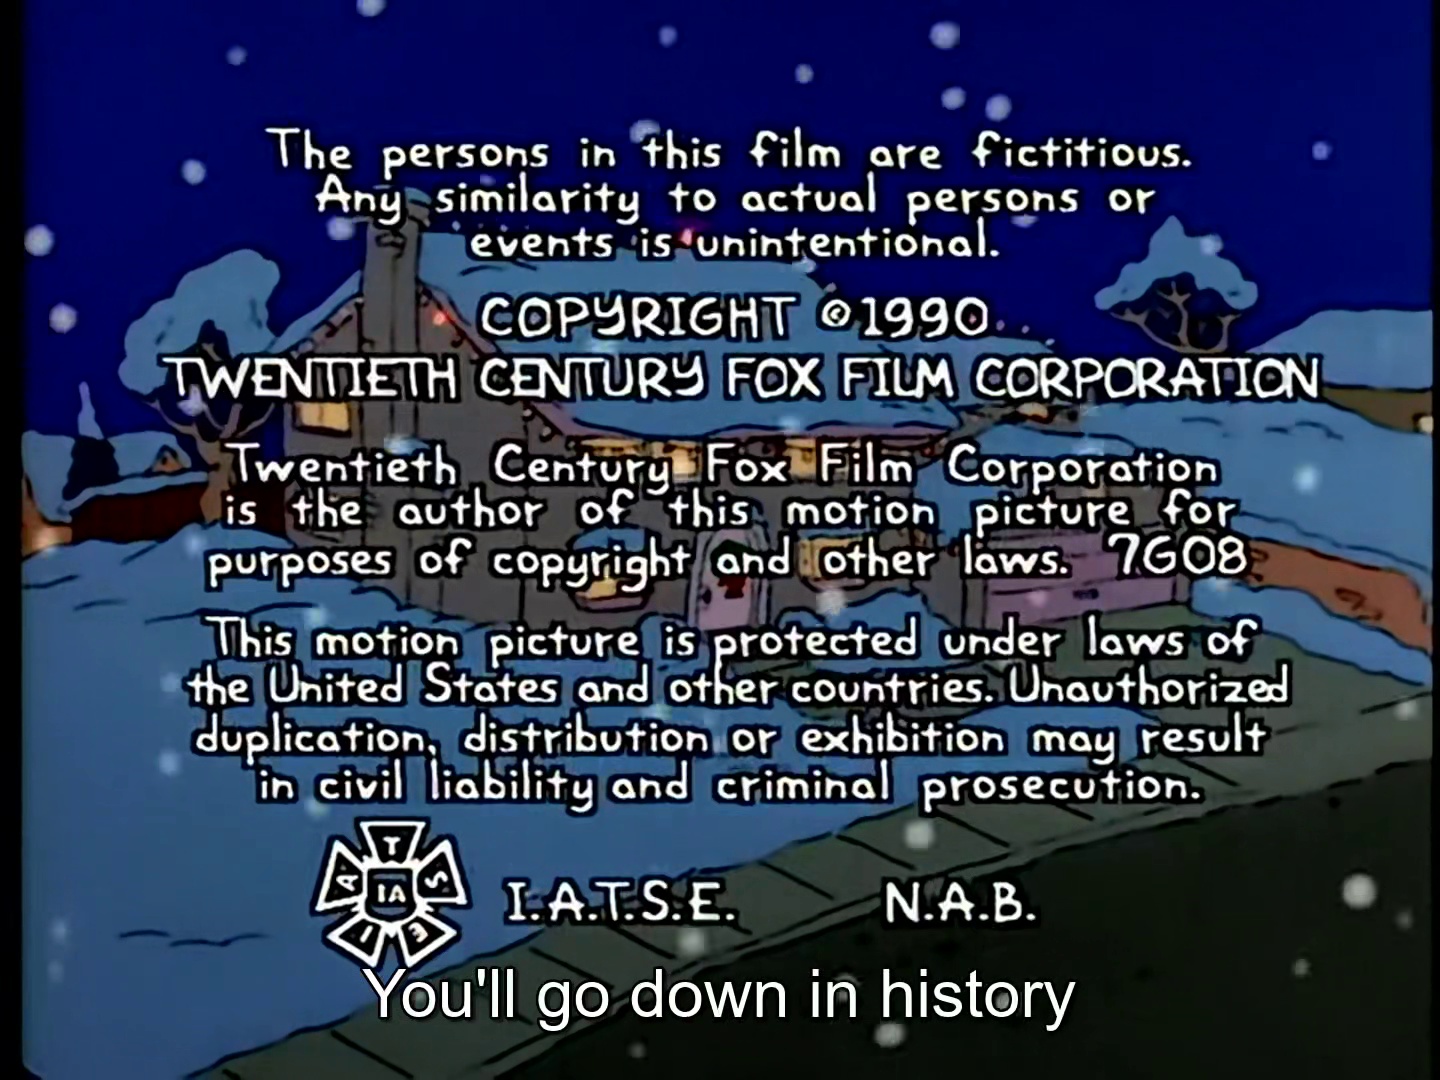 The persons in this film are fictitious.
Any similarity to actual persons or
events is unintentional.
COPYRIGHT ©1990
TWENTIETH CENTURY FOX FILM CORPORATION
Twentieth Century Fox Film Corporation
is the author of this motion picture for
purposes of copyright and other laws. 7G08
This motion picture is protected under laws of
the United States and other countries. Unauthorized
duplication, distribution or exhibition may result
in civil liability and criminal prosecution.
IA T S E I A
I.A.T.S.E. N.A.B.
You'll go down in history